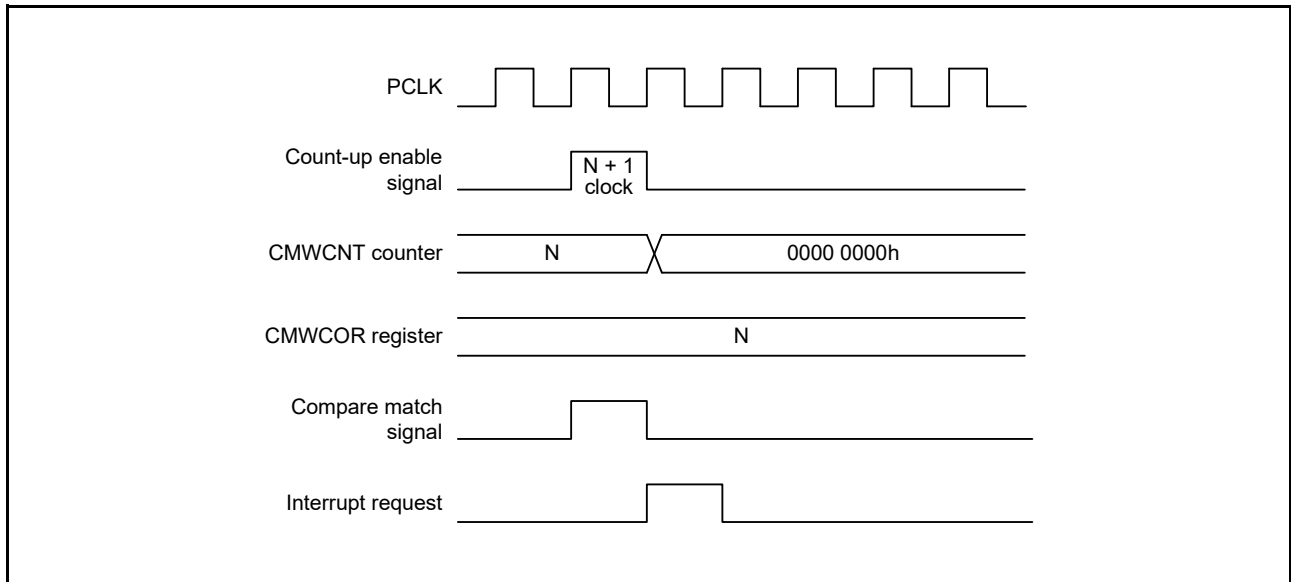 PCLK
Count-up enable
signal
N + 1
clock
CMWCNT counter
N
0000 0000h
CMWCOR register
N
Compare match
signal
Interrupt request